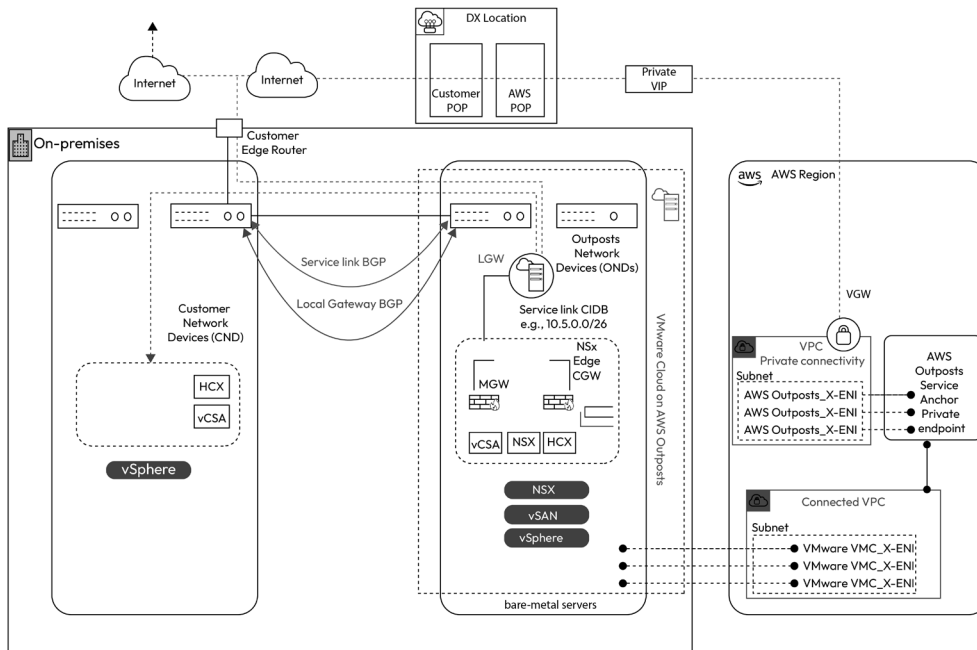 DX Location
Customer
POP
AWS
POP
Internet
Internet
Private
VIP
On-premises
Customer
Edge Router
aws
AWS Region
Service link BGP
Local Gateway BGP
LGW
Outposts
Network
Devices (ONDs)
Customer
Network
Devices (CND)
Service link CIDB
e.g., 10.5.0.0/26
VMware Cloud on AWS Outposts
HCX
vCSA
vSphere
NSx
Edge
CGW
MGW
vCSA
NSX
HCX
NSX
vSAN
vSphere
bare-metal servers
VGW
VPC
Private connectivity
Subnet
AWS Outposts_X-ENI
AWS Outposts_X-ENI
AWS Outposts_X-ENI
AWS
Outposts
Service
Anchor
Private
endpoint
Connected VPC
Subnet
VMware VMC_X-ENI
VMware VMC_X-ENI
VMware VMC_X-ENI